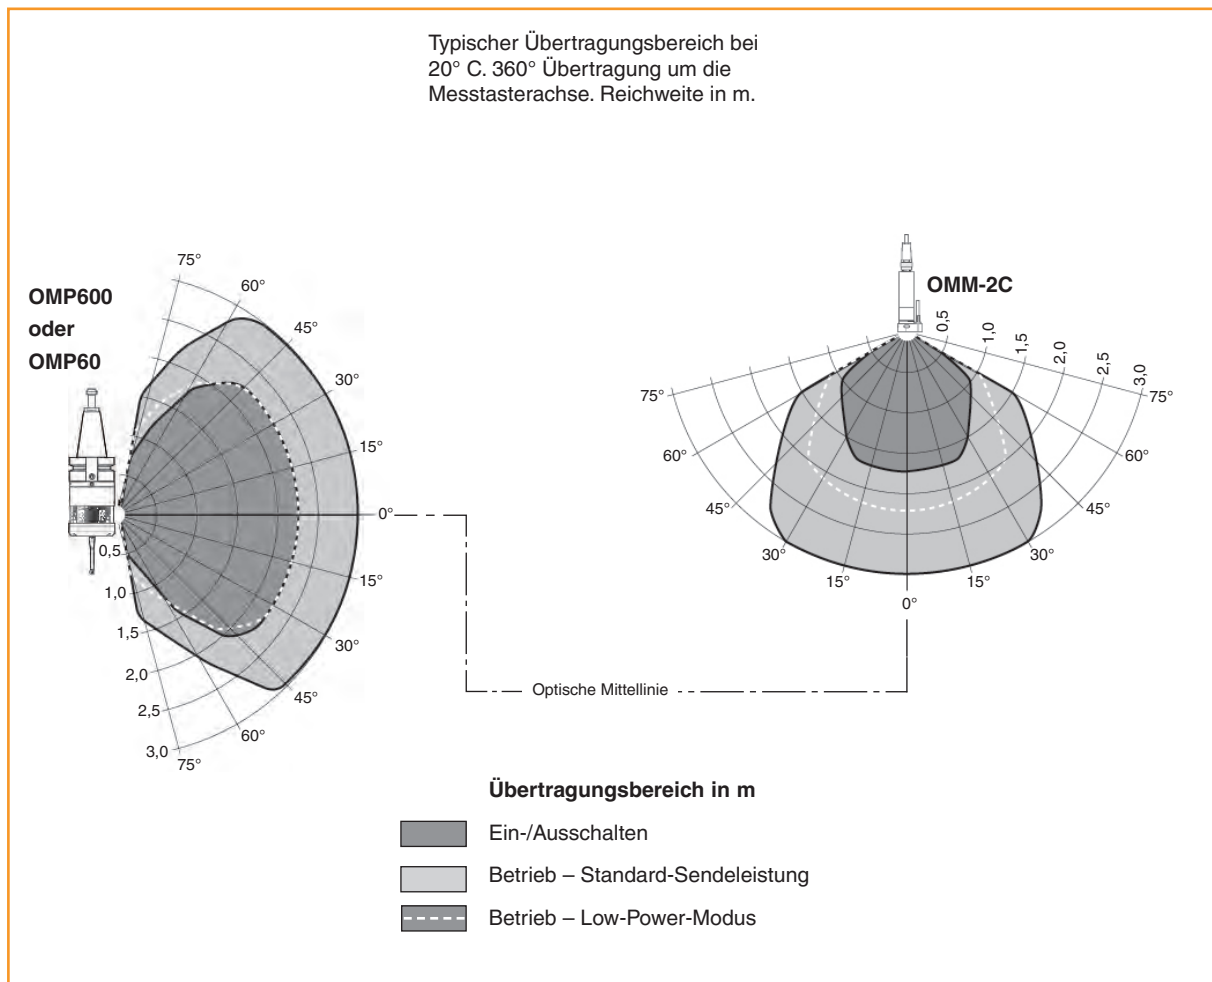 Typischer Übertragungsbereich bei
20° C. 360° Übertragung um die
Messtasterachse. Reichweite in m.
OMP600
oder
OMP60
75°
60°
45°
30°
15°
0°
15°
30°
45°
60°
75°
0,5
1,0
1,5
2,0
2,5
3,0
OMM-2C
0,5
1,0
1,5
2,0
2,5
3,0
75°
60°
45°
30°
15°
0°
15°
30°
45°
60°
75°
Optische Mittellinie
Übertragungsbereich in m
Ein-/Ausschalten
Betrieb – Standard-Sendeleistung
Betrieb – Low-Power-Modus